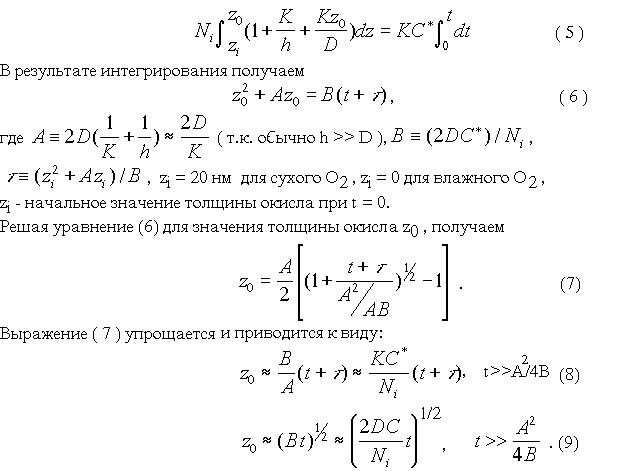 N_i ∫_{z_i}^{z_0} (1 + K/h + Kz_0/D)dz = KC* ∫_0^t dt ( 5 )
В результате интегрирования получаем
z_0^2 + Az_0 = B(t + τ), ( 6 )
где A ≡ 2D(1/K + 1/h) ≈ 2D/K ( т.к. обычно h >> D ), B ≡ (2DC*) / N_i ,
τ ≡ (z_i^2 + Az_i) / B , z_i = 20 нм для сухого O_2 , z_i = 0 для влажного O_2 ,
z_i - начальное значение толщины окисла при t = 0.
Решая уравнение (6) для значения толщины окисла z_0 , получаем
z_0 = A/2 [(1 + (t + τ)/(A^2/AB))^{1/2} − 1] . (7)
Выражение ( 7 ) упрощается и приводится к виду:
z_0 ≈ B/A (t + τ) ≈ KC*/N_i (t + τ), t>>A^2/4B (8)
z_0 ≈ (Bt)^{1/2} ≈ (2DC/N_i t)^{1/2}, t >> A^2/4B . (9)